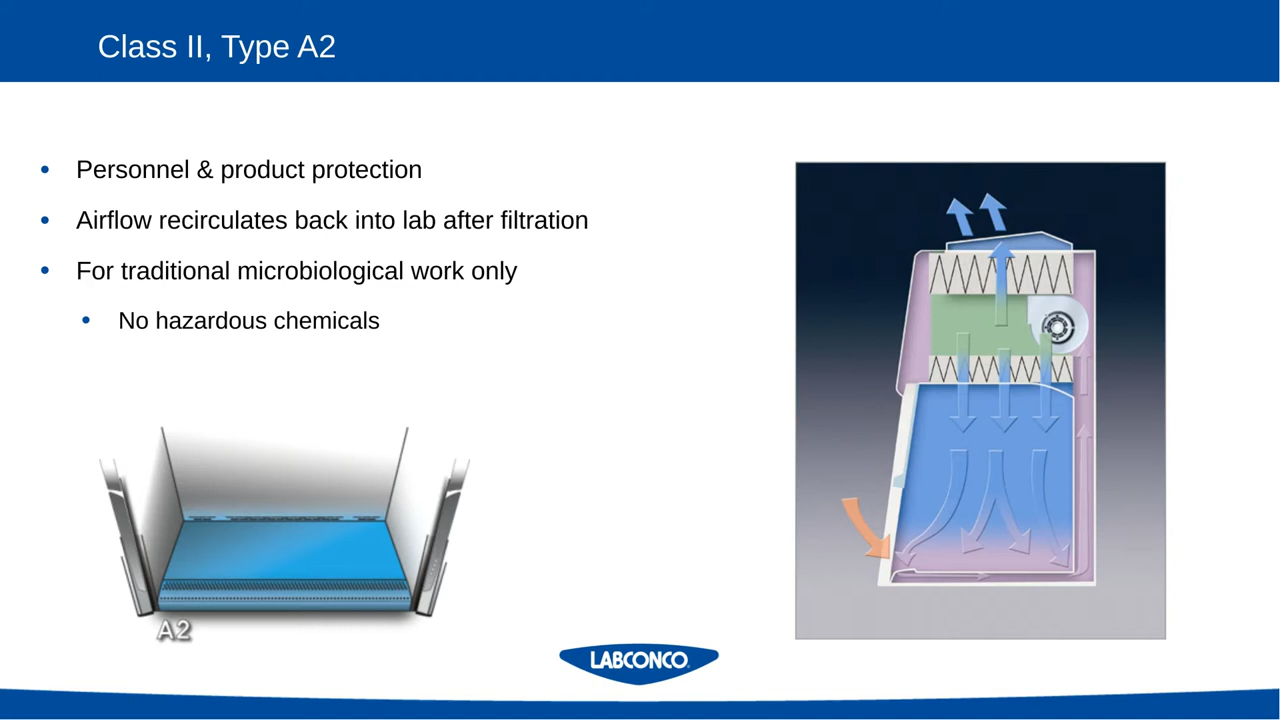 Class II, Type A2
• Personnel & product protection
• Airflow recirculates back into lab after filtration
• For traditional microbiological work only
• No hazardous chemicals
A2
LABCONCO